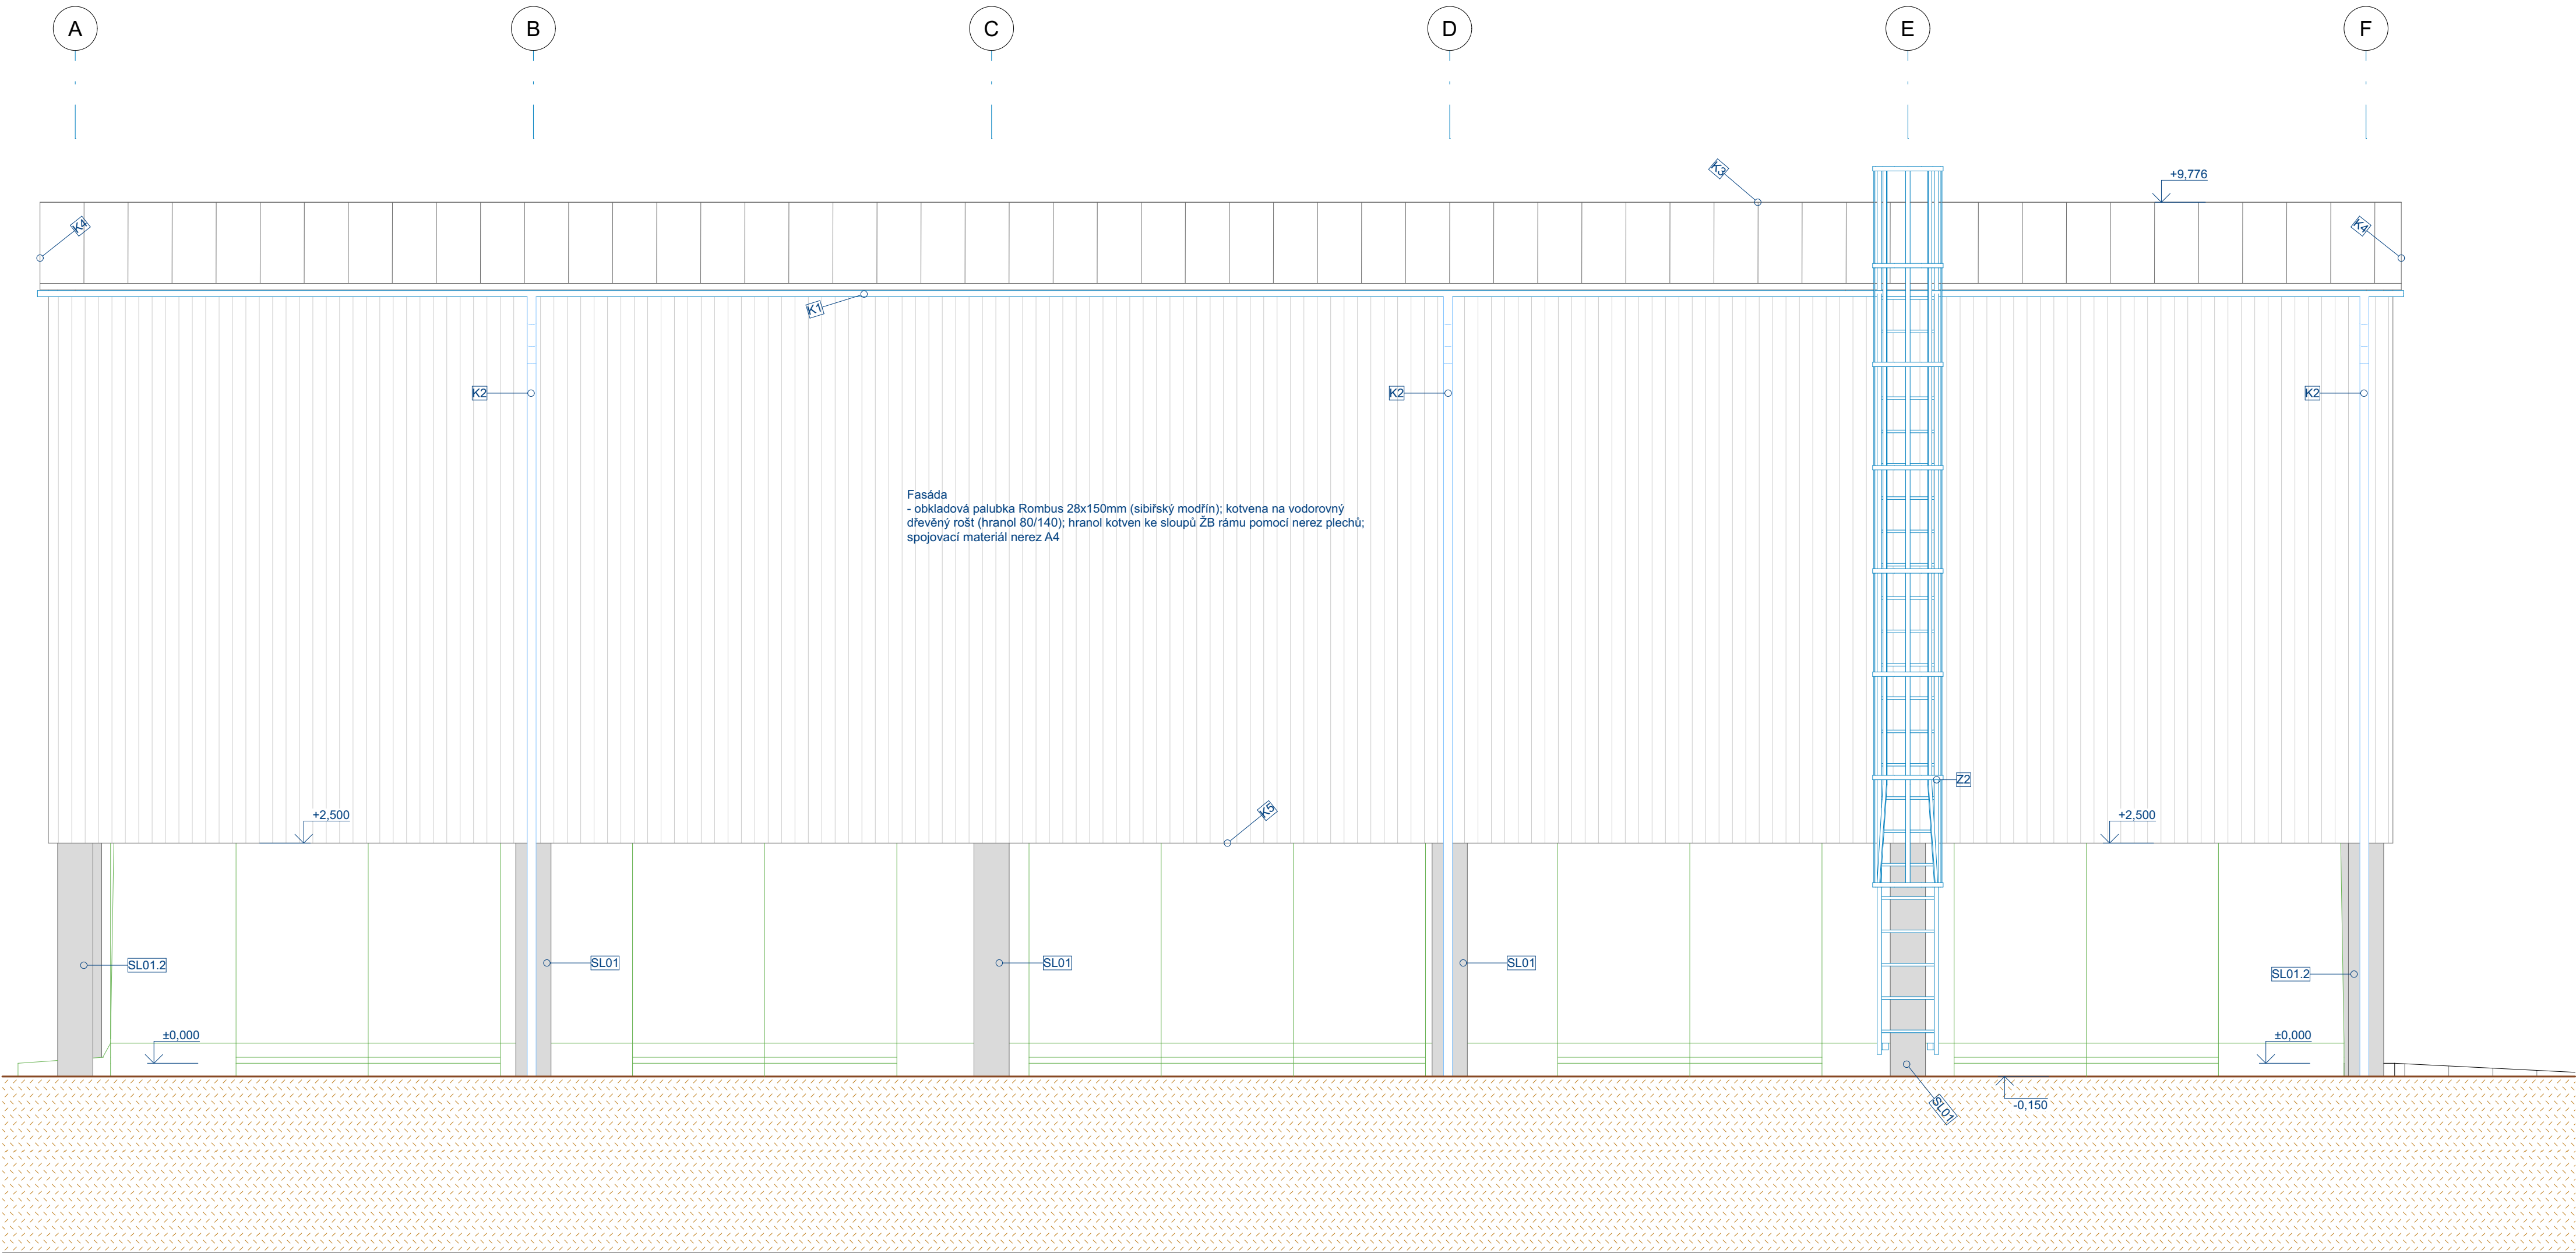 A B C D E F
K3
+9,776
K4
K4
K1
K2
K2
K2
Fasáda
- obkladová palubka Rombus 28x150mm (sibiřský modřín); kotvena na vodorovný
dřevěný rošt (hranol 80/140); hranol kotven ke sloupů ŽB rámu pomocí nerez plechů;
spojovací materiál nerez A4
Z2
+2,500
K5
+2,500
SL01.2
SL01
SL01
SL01
SL01.2
±0,000
±0,000
SL01
-0,150